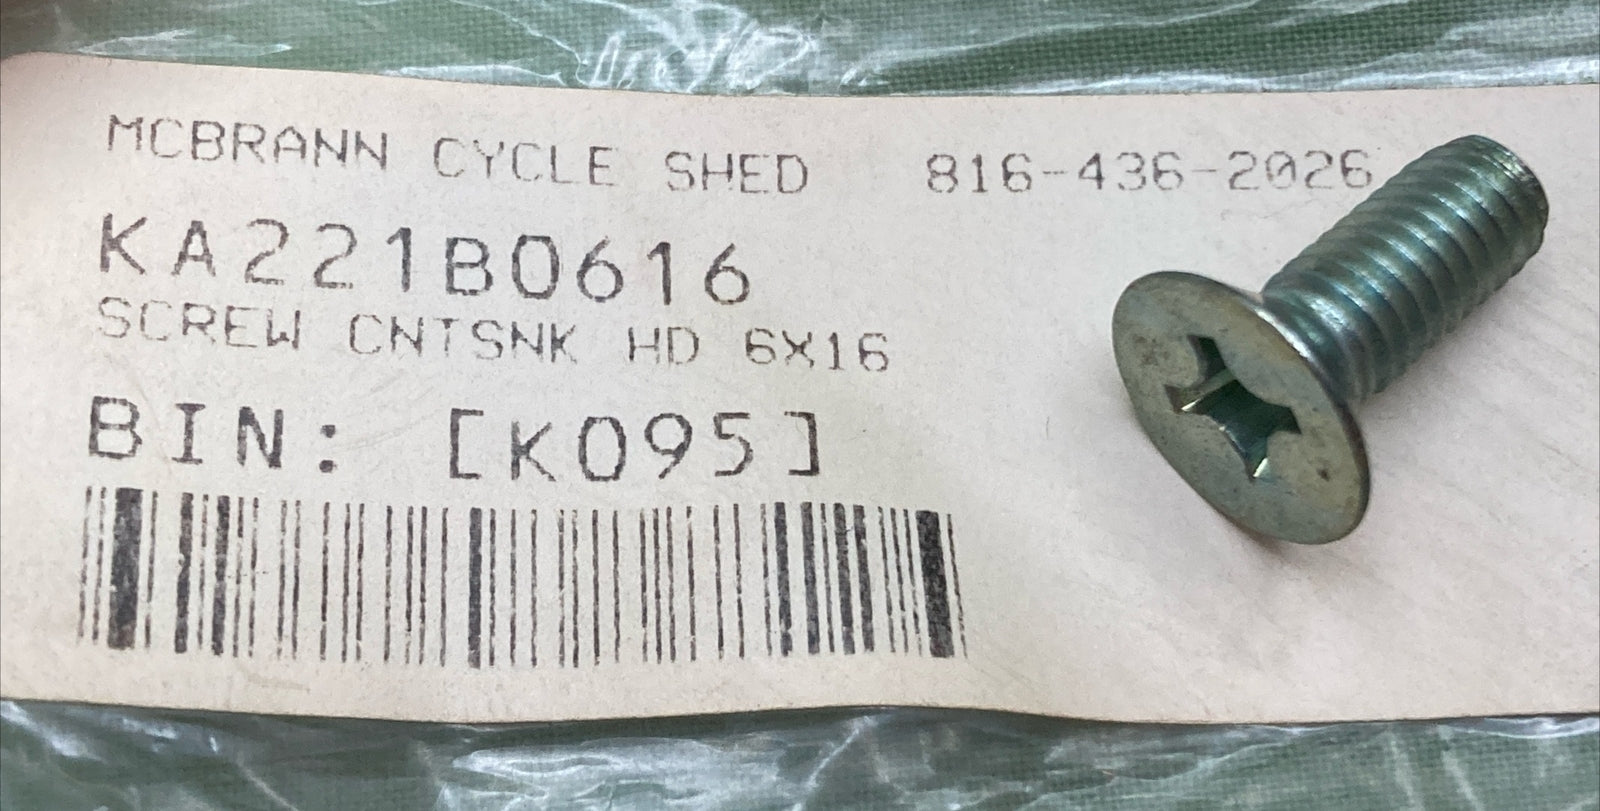 MCBRANN CYCLE SHED 816-436-2026
KA221B0616
SCREW CNTSNK HD 6X16
BIN: [K095]